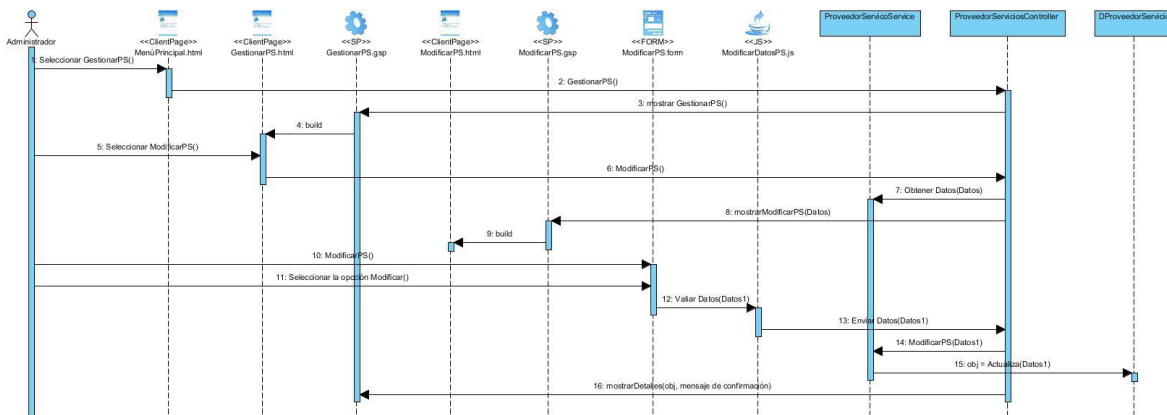 ProveedorServicoService
ProveedorServiciosController
DProveedorServicio
Administrador
<<ClientPage>>
MenúPrincipal.html
<<ClientPage>>
GestionarPS.html
<<SP>>
GestionarPS.gsp
<<ClientPage>>
ModificarPS.html
<<SP>>
ModificarPS.gsp
<<FORM>>
ModificarPS.form
<<JS>>
ModificarDatosPS.js
1: Seleccionar GestionarPS()
2: GestionarPS()
3: mostrar GestionarPS()
4: build
5: Seleccionar ModificarPS()
6: ModificarPS()
7: Obtener Datos(Datos)
8: mostrarModificarPS(Datos)
9: build
10: ModificarPS()
11: Seleccionar la opcción Modificar()
12: Valiar Datos(Datos1)
13: Enviar Datos(Datos1)
14: ModificarPS(Datos1)
15: obj = Actualiza(Datos1)
16: mostrarDetalles(obj, mensaje de confirmación)